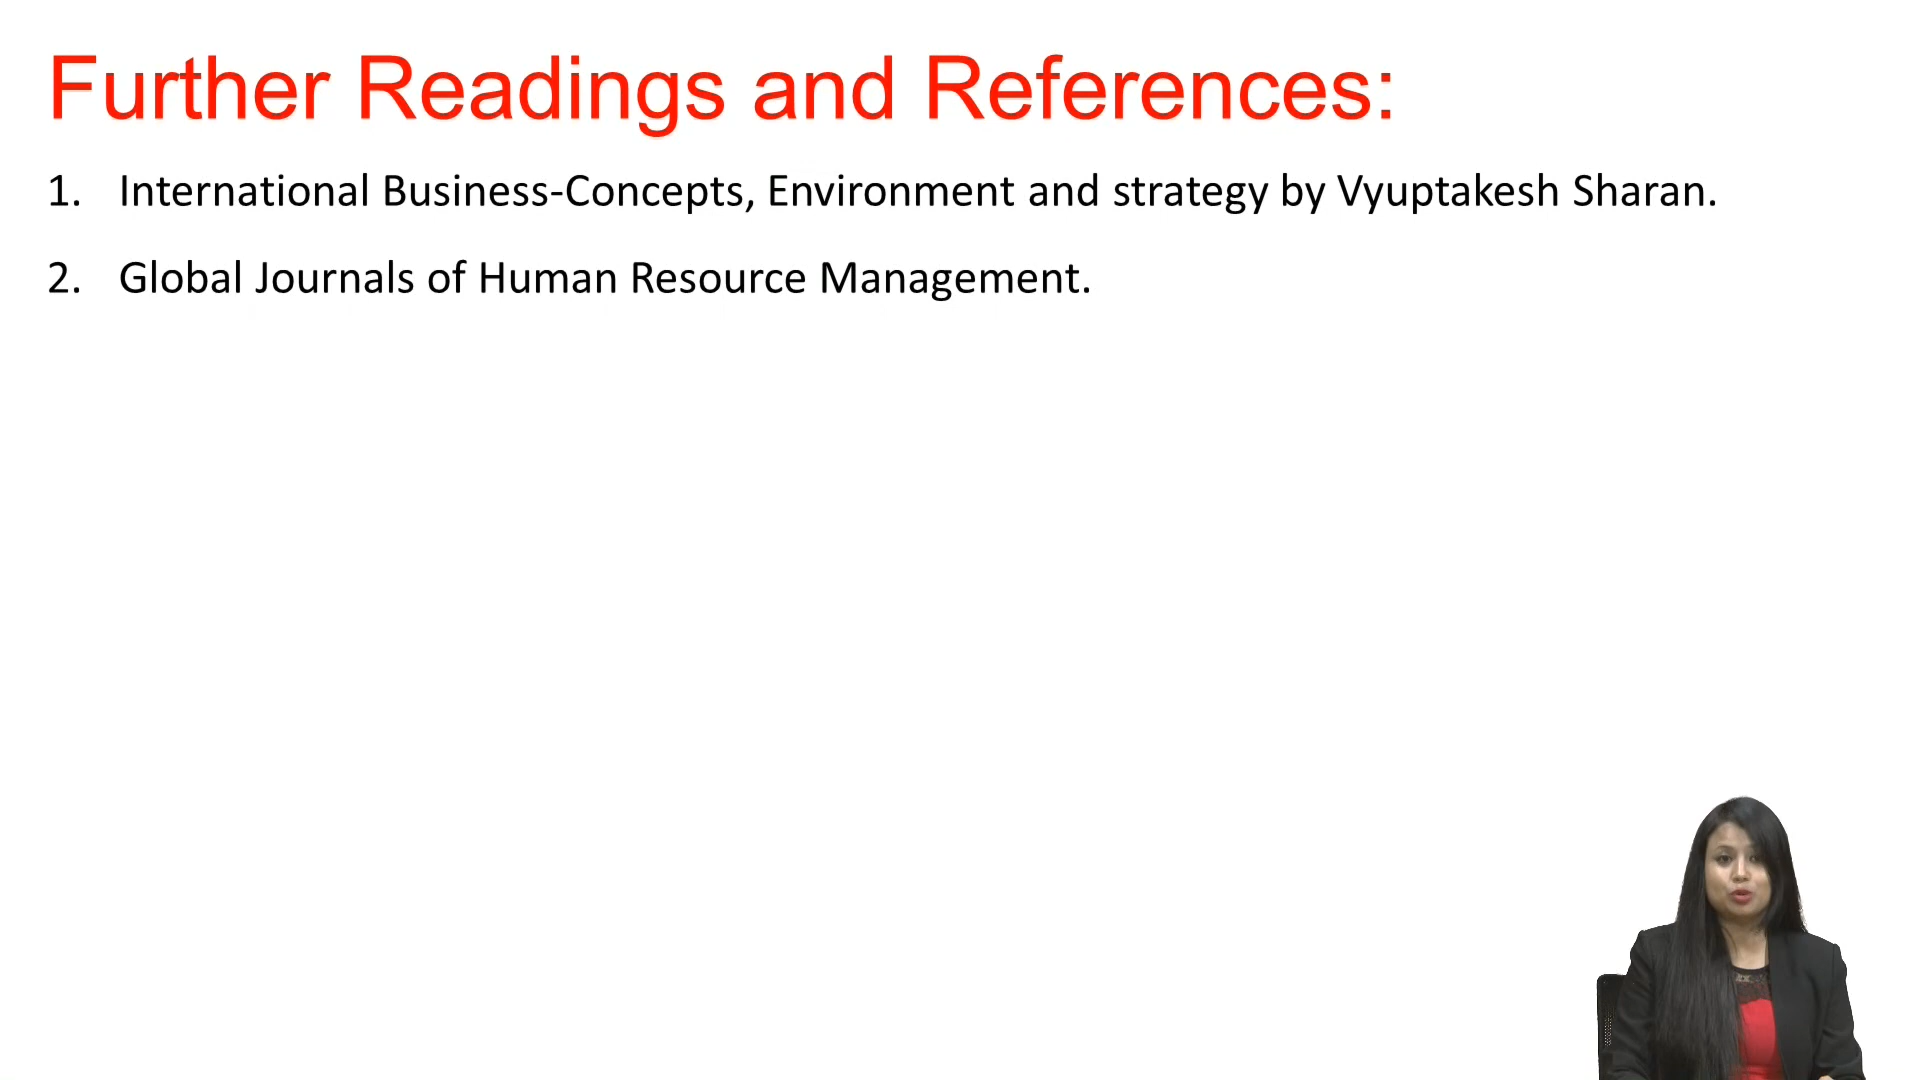 Further Readings and References:
1. International Business-Concepts, Environment and strategy by Vyuptakesh Sharan.
2. Global Journals of Human Resource Management.